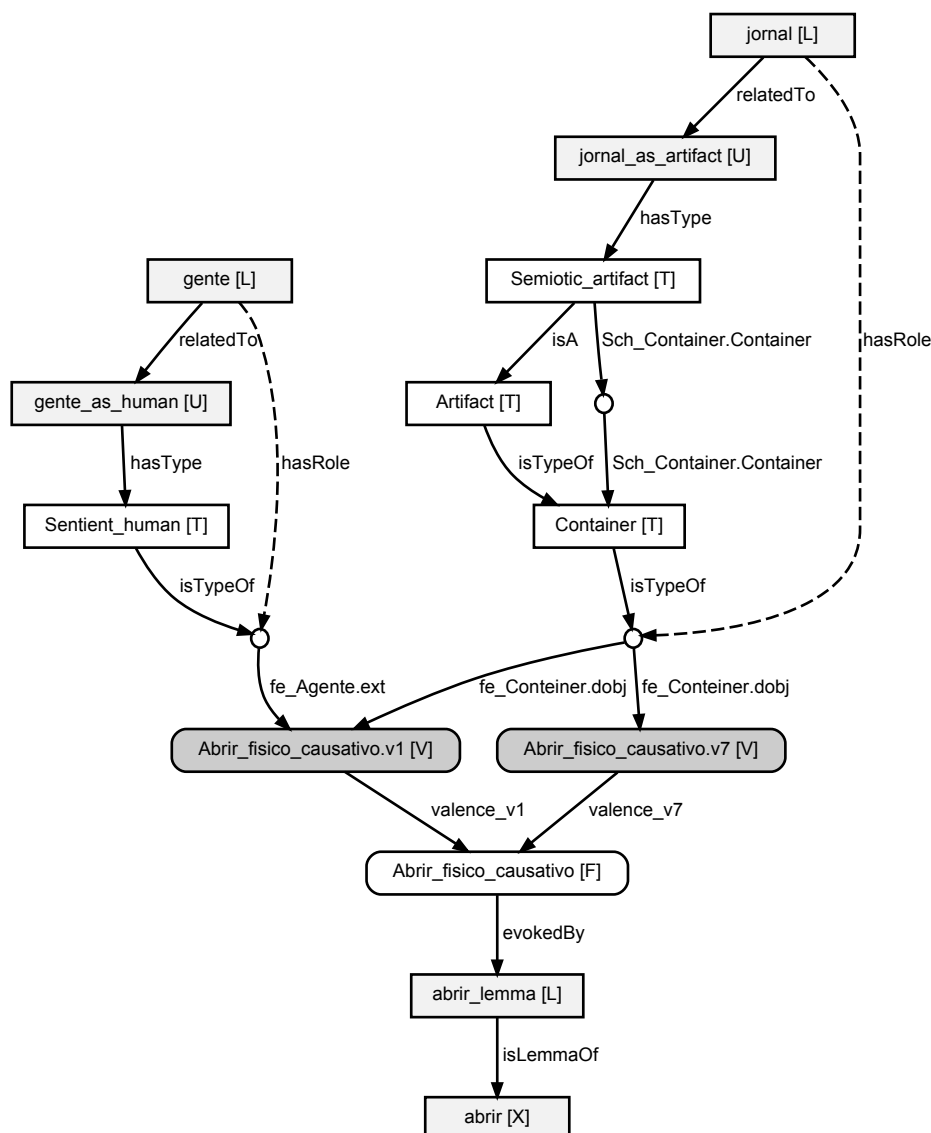 jornal [L]
relatedTo
jornal_as_artifact [U]
hasType
gente [L]
Semiotic_artifact [T]
relatedTo
isA
Sch_Container.Container
hasRole
gente_as_human [U]
Artifact [T]
hasType
hasRole
isTypeOf
Sch_Container.Container
Sentient_human [T]
Container [T]
isTypeOf
isTypeOf
fe_Agente.ext
fe_Conteiner.dobj
fe_Conteiner.dobj
Abrir_fisico_causativo.v1 [V]
Abrir_fisico_causativo.v7 [V]
valence_v1
valence_v7
Abrir_fisico_causativo [F]
evokedBy
abrir_lemma [L]
isLemmaOf
abrir [X]